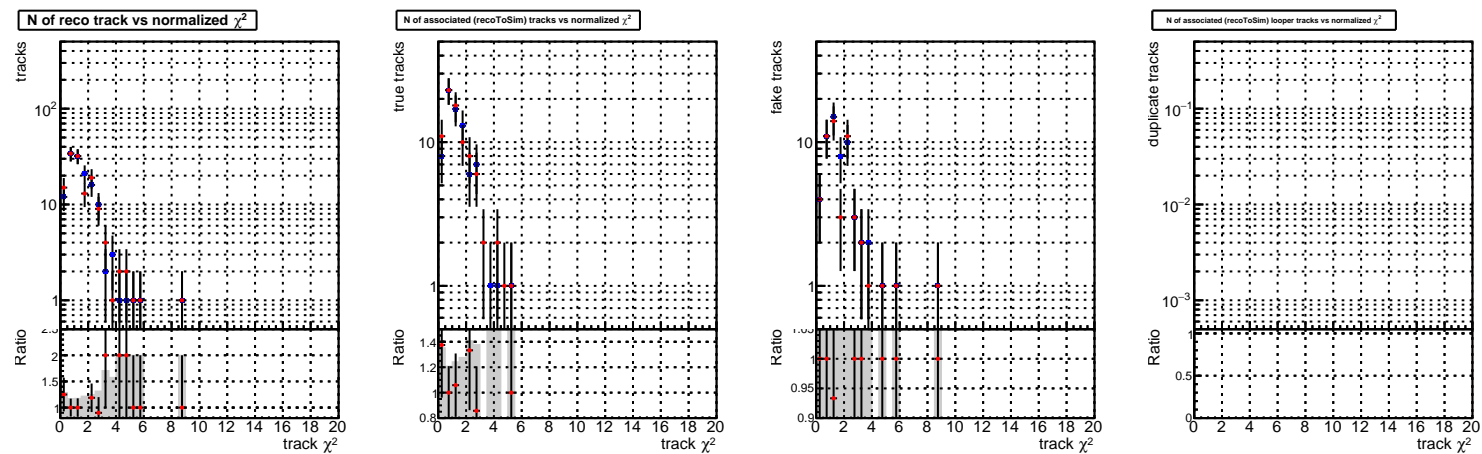 N of reco track vs normalized χ²
tracks
10²
10
1
Ratio
2.5
2
1.5
1
0 2 4 6 8 10 12 14 16 18 20
track χ²
N of associated (recoToSim) tracks vs normalized χ²
true tracks
10
1
Ratio
1.4
1.2
1
0.8
0 2 4 6 8 10 12 14 16 18 20
track χ²
fake tracks
10
1
Ratio
1.05
1
0.95
0.9
0 2 4 6 8 10 12 14 16 18 20
track χ²
N of associated (recoToSim) looper tracks vs normalized χ²
duplicate tracks
10⁻¹
10⁻²
10⁻³
Ratio
1
0.5
0
0 2 4 6 8 10 12 14 16 18 20
track χ²